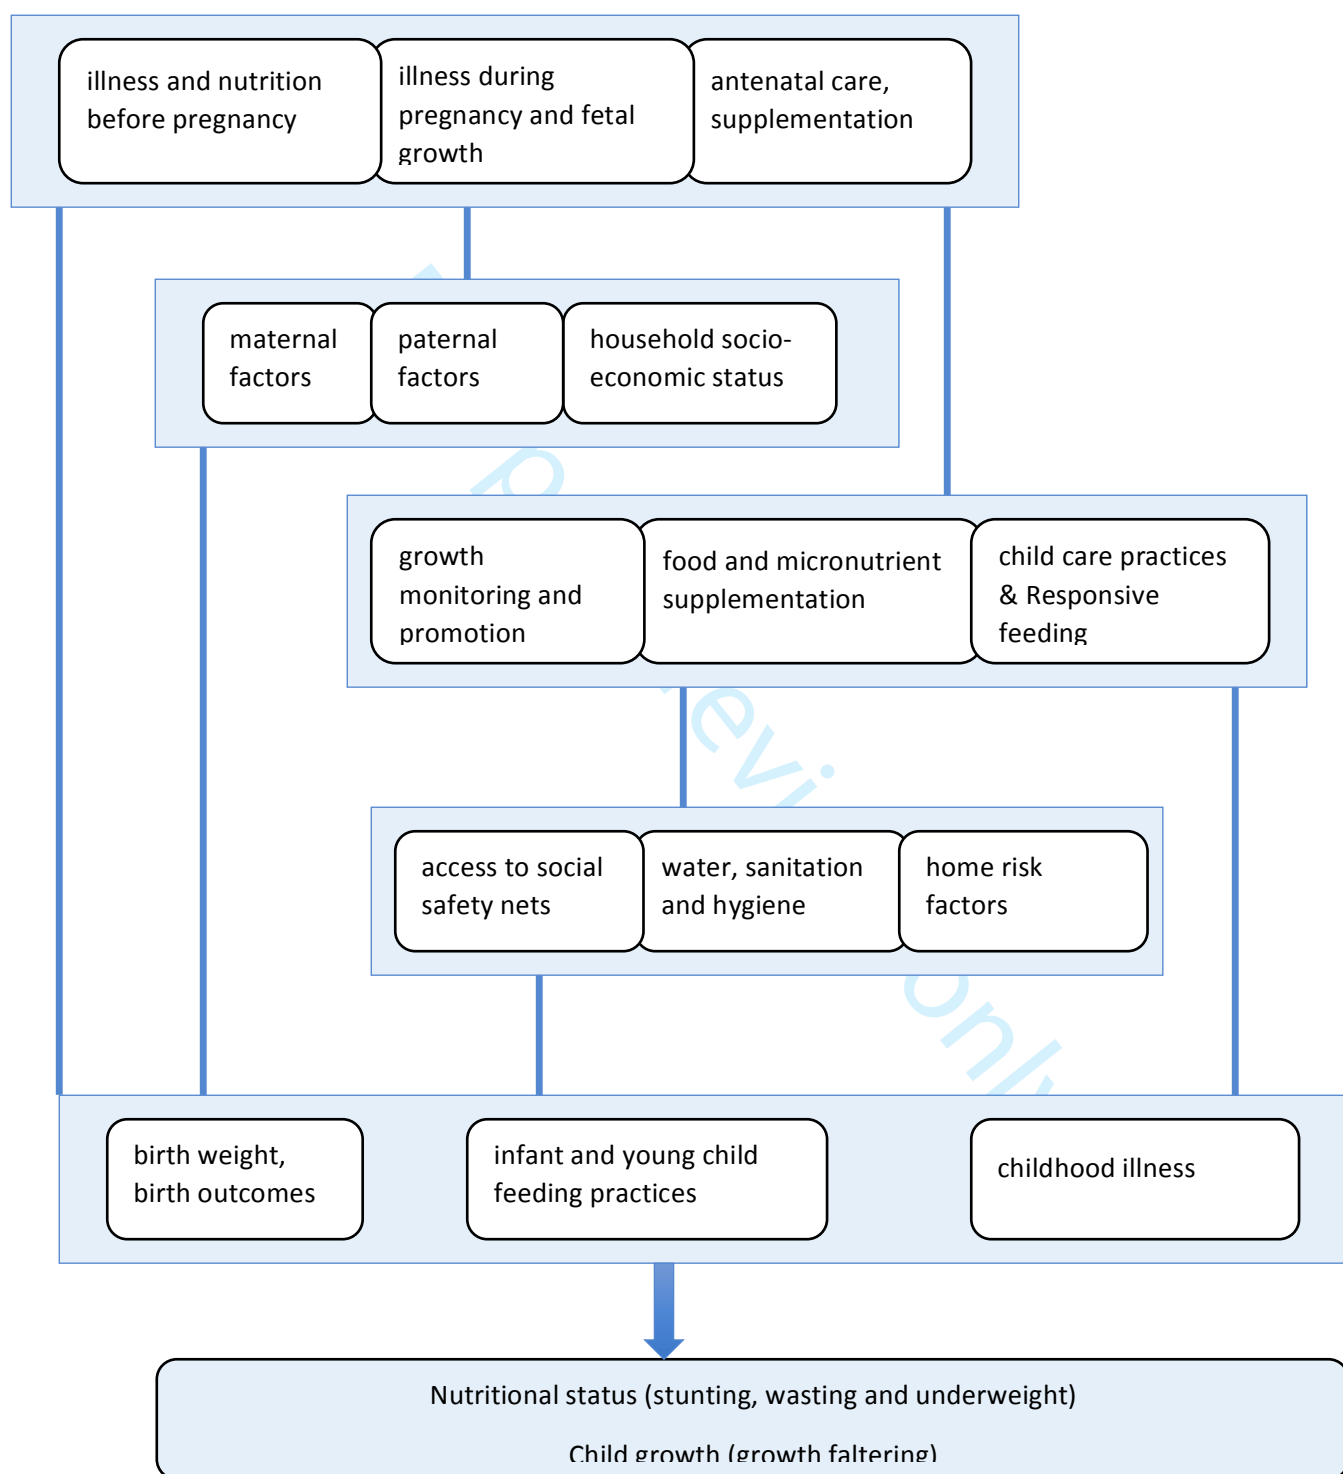 illness and nutrition
before pregnancy
illness during
pregnancy and fetal
growth
antenatal care,
supplementation
maternal
factors
paternal
factors
household socio-
economic status
growth
monitoring and
promotion
food and micronutrient
supplementation
child care practices
& Responsive
feeding
access to social
safety nets
water, sanitation
and hygiene
home risk
factors
birth weight,
birth outcomes
infant and young child
feeding practices
childhood illness
Nutritional status (stunting, wasting and underweight)
Child growth (growth faltering)